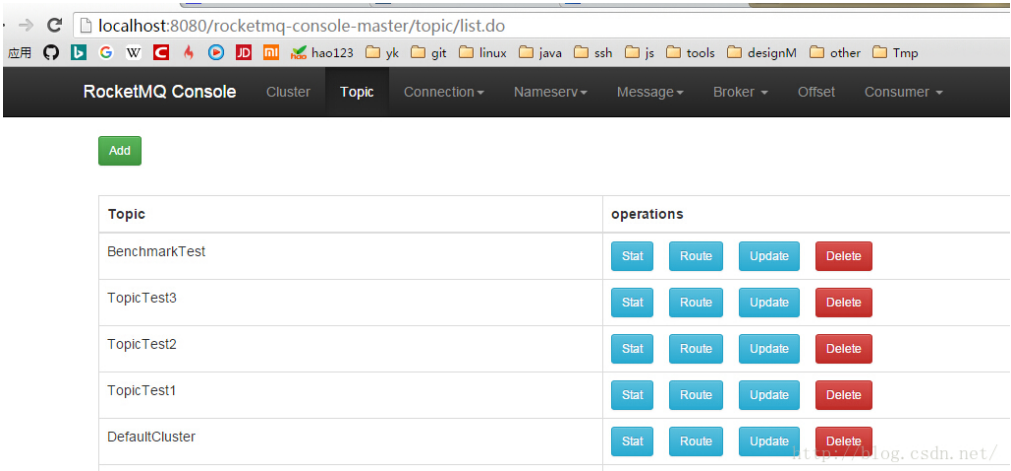 localhost:8080/rocketmq-console-master/topic/list.do
应用 G W C JD mi hao123 yk git linux java ssh js tools designM other Tmp
RocketMQ Console Cluster Topic Connection Nameserv Message Broker Offset Consumer
Add
Topic operations
BenchmarkTest Stat Route Update Delete
TopicTest3 Stat Route Update Delete
TopicTest2 Stat Route Update Delete
TopicTest1 Stat Route Update Delete
DefaultCluster Stat Route Update Delete
http://blog.csdn.net/